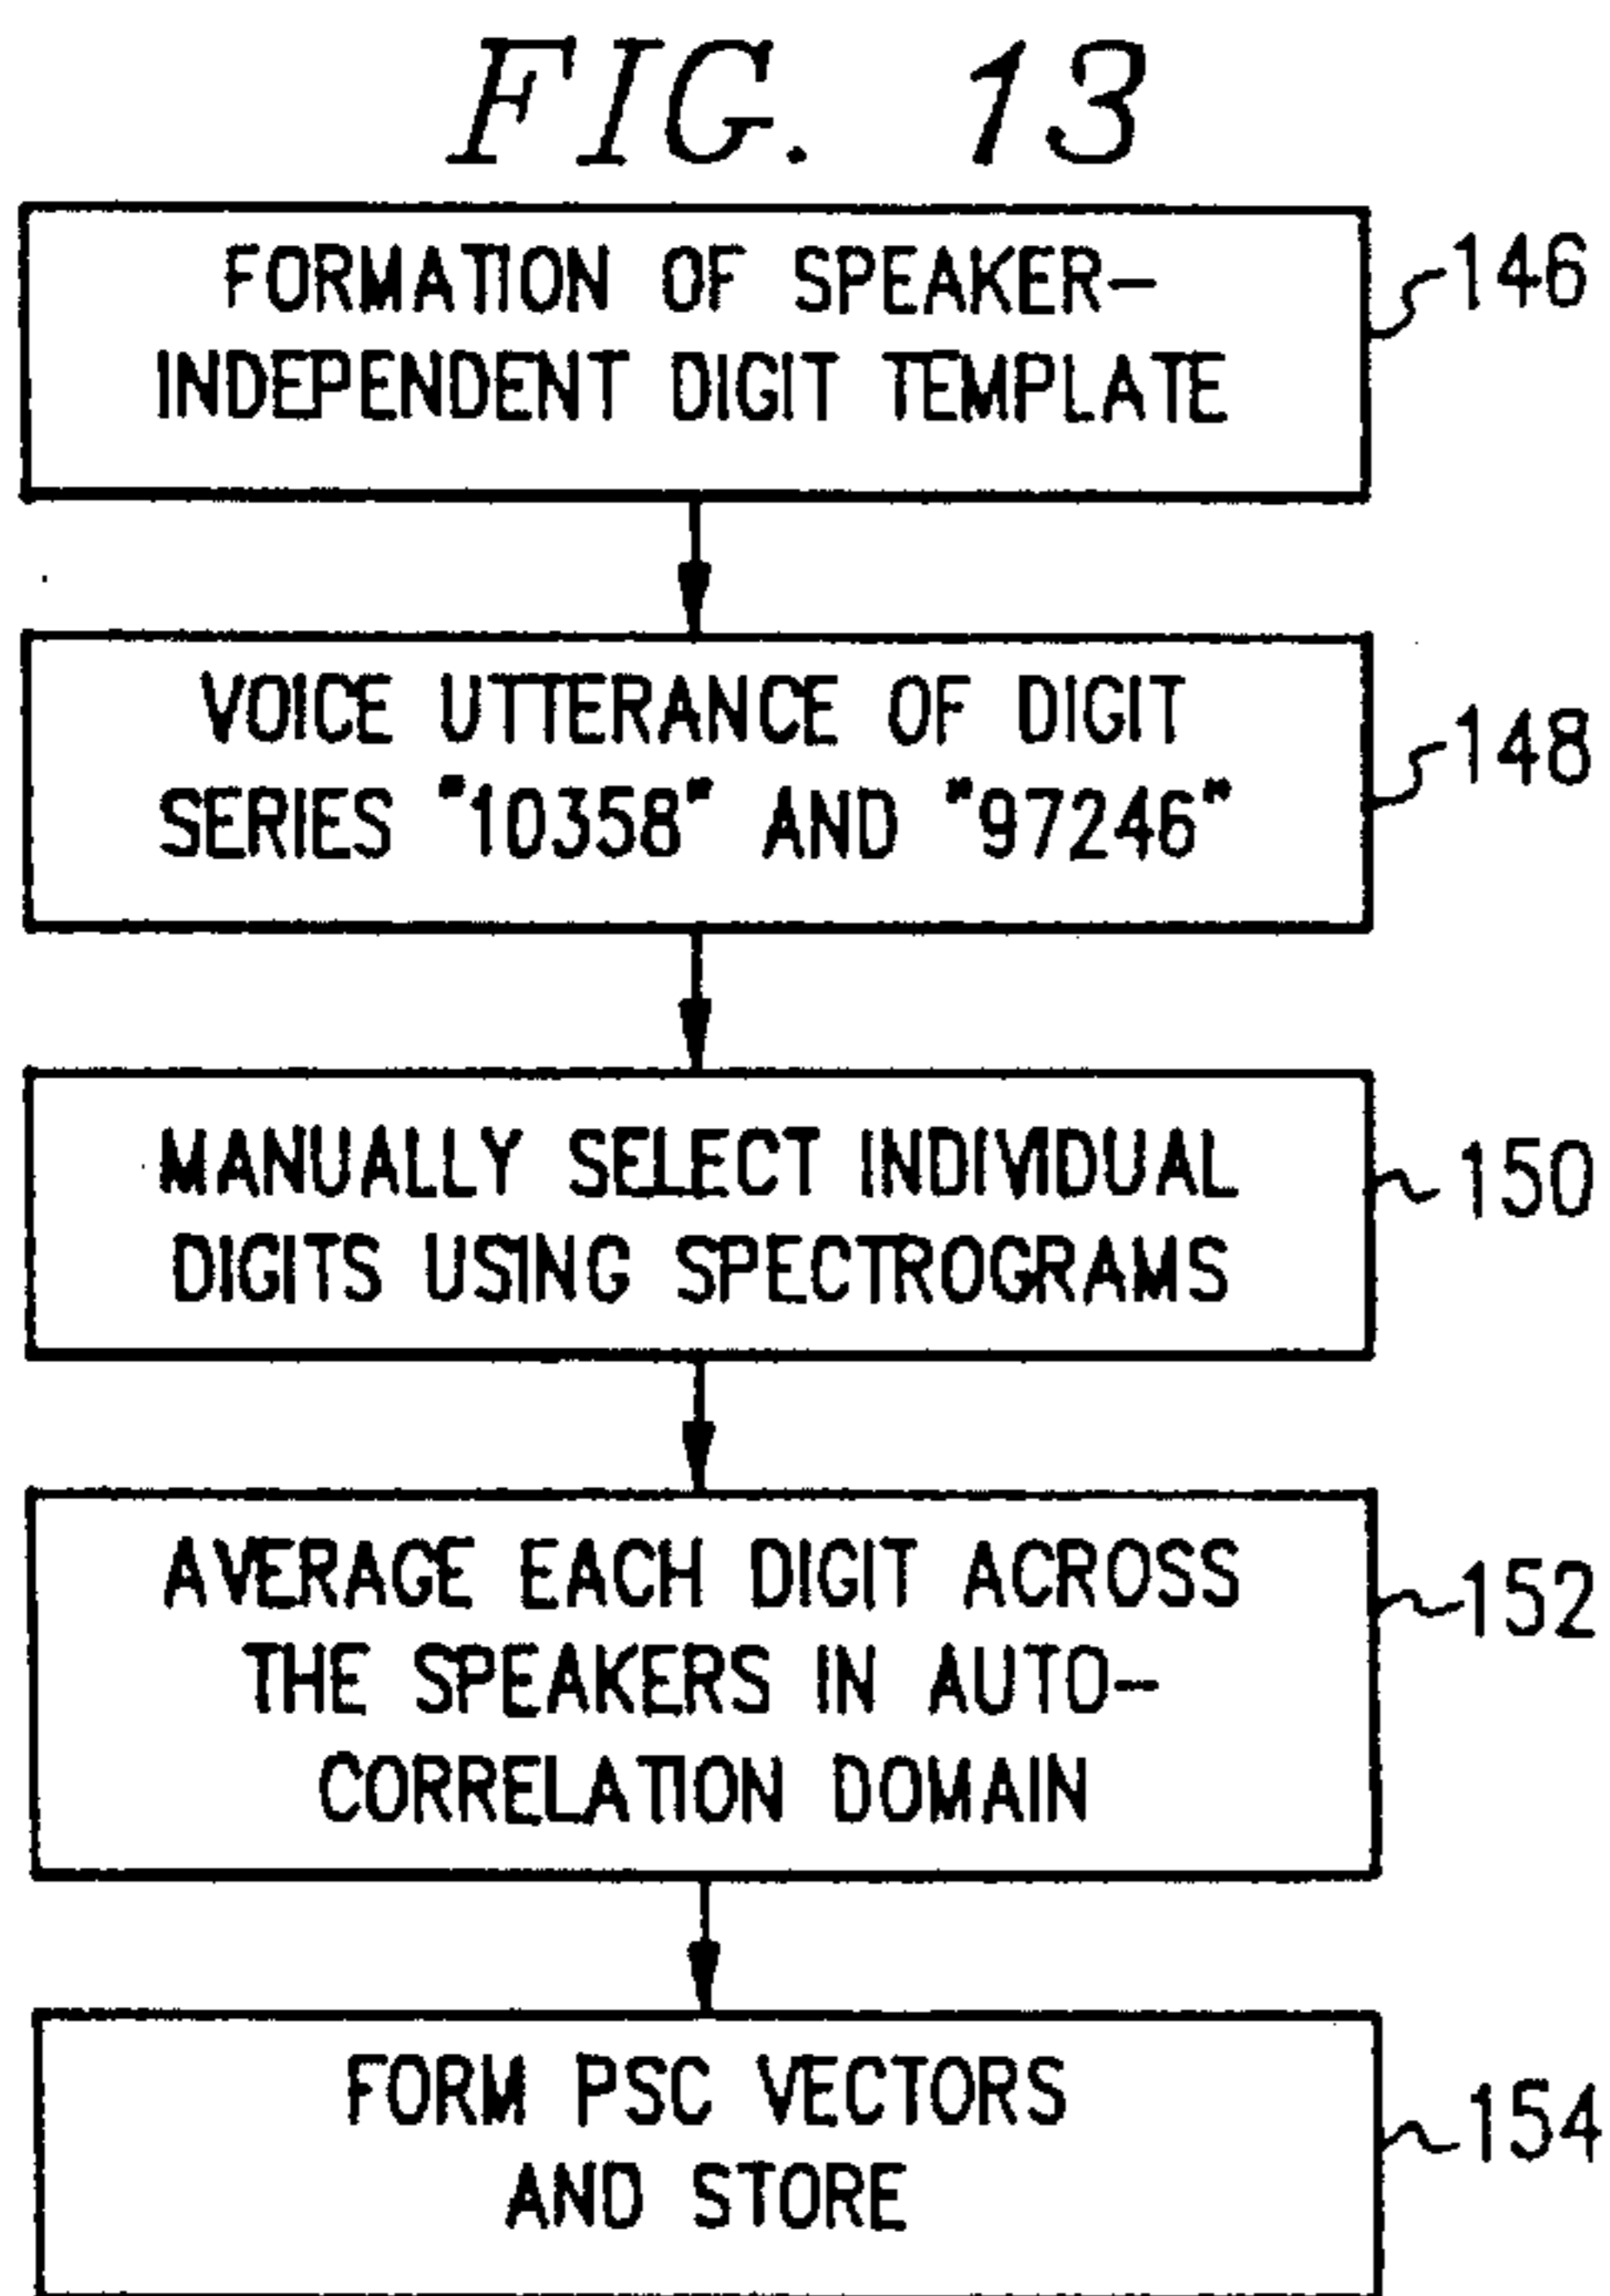 FIG. 13
FORMATION OF SPEAKER-
INDEPENDENT DIGIT TEMPLATE
146
VOICE UTTERANCE OF DIGIT
SERIES "10358" AND "97246"
148
MANUALLY SELECT INDIVIDUAL
DIGITS USING SPECTROGRAMS
150
AVERAGE EACH DIGIT ACROSS
THE SPEAKERS IN AUTO-
CORRELATION DOMAIN
152
FORM PSC VECTORS
AND STORE
154